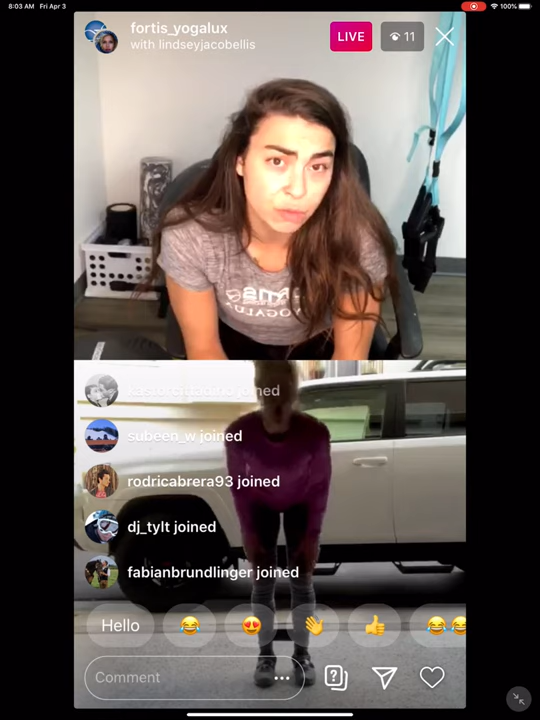 8:03 AM Fri Apr 3
100%
fortis_yogalux
with lindseyjacobellis
LIVE
11
joined
subeen_w joined
rodricabrera93 joined
dj_tylt joined
fabianbrundlinger joined
Hello
Comment